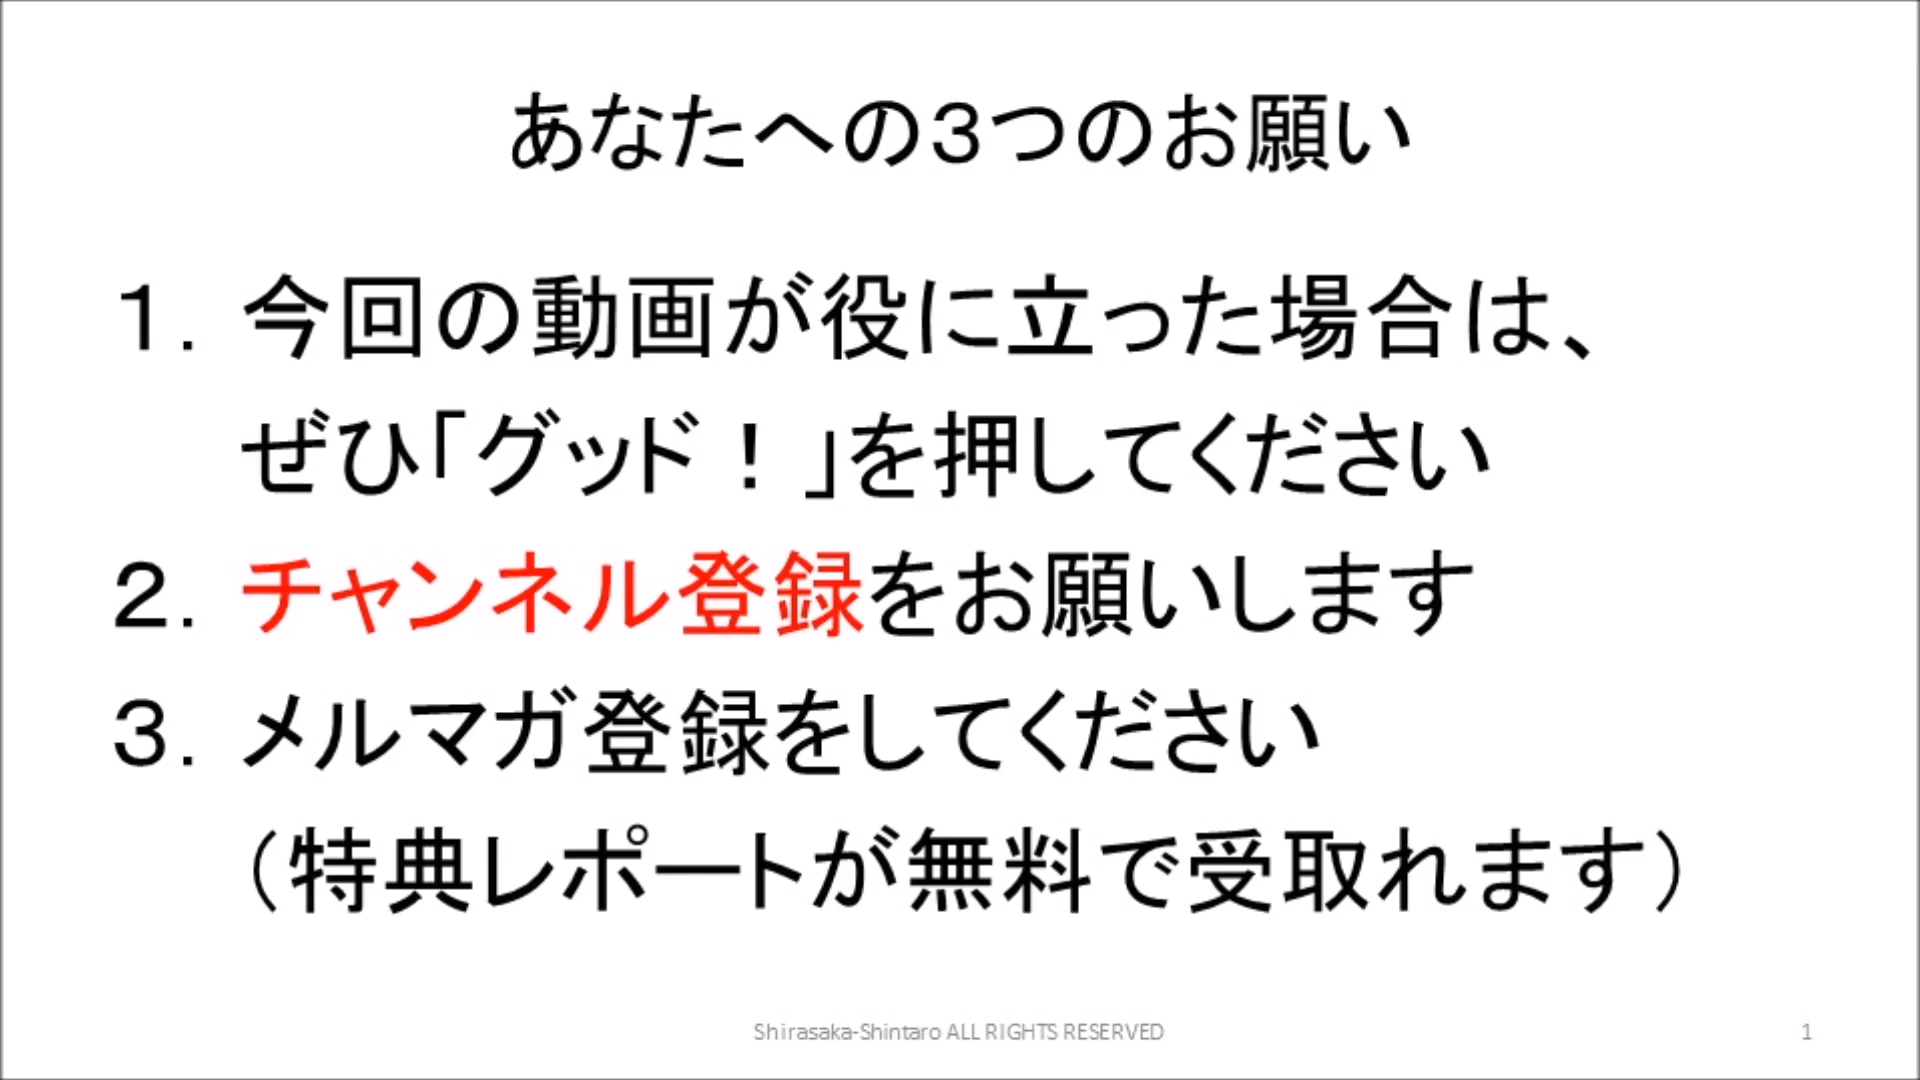 あなたへの３つのお願い
１. 今回の動画が役に立った場合は、
ぜひ「グッド！」を押してください
２. チャンネル登録をお願いします
３. メルマガ登録をしてください
（特典レポートが無料で受取れます）
Shirasaka-Shintaro ALL RIGHTS RESERVED
1